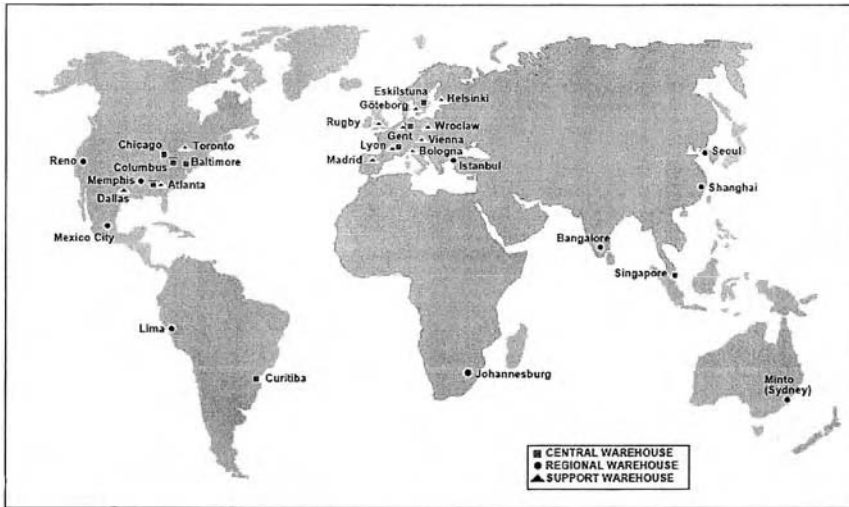 Eskilstuna
Helsinki
Göteborg
Rugby
Wroclaw
Gent
Vienna
Lyon
Bologna
Madrid
Istanbul
Chicago
Toronto
Reno
Columbus
Baltimore
Memphis
Atlanta
Dallas
Mexico City
Seoul
Shanghai
Bangalore
Singapore
Lima
Curitiba
Johannesburg
Minto
(Sydney)
CENTRAL WAREHOUSE
REGIONAL WAREHOUSE
SUPPORT WAREHOUSE